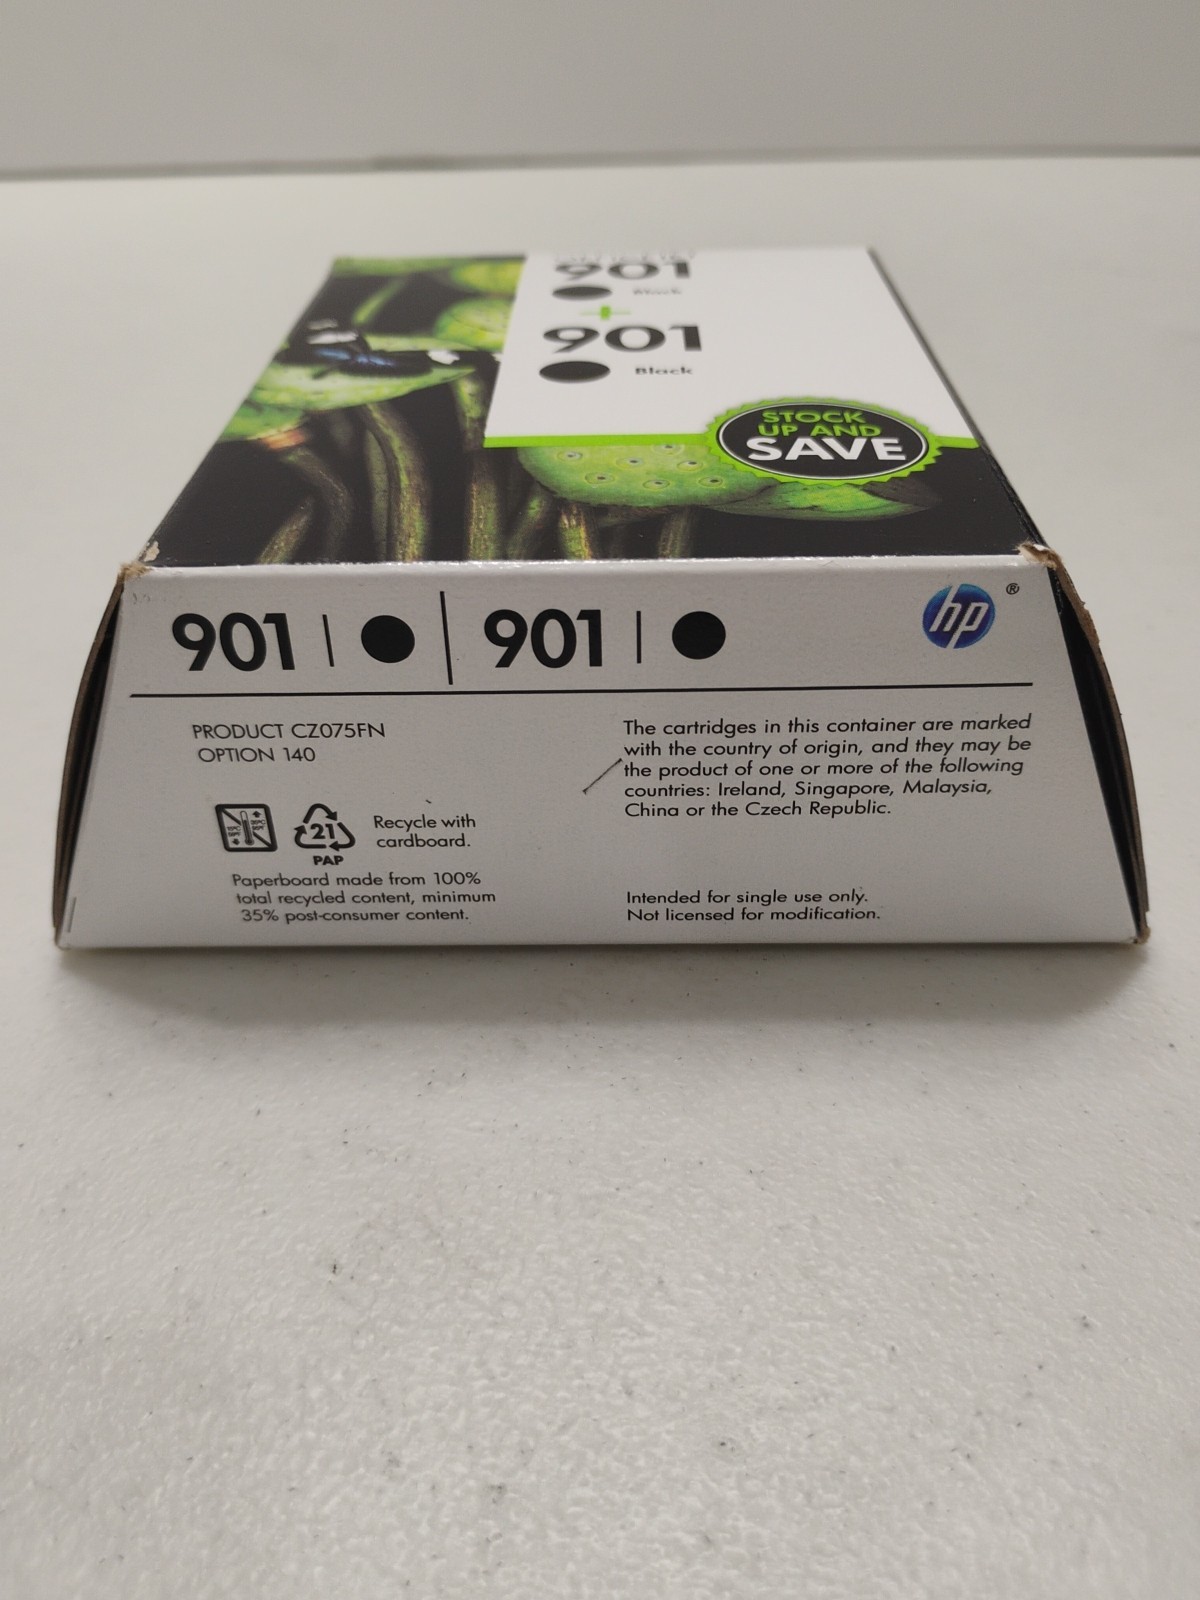 901
Black
+
901
Black
STOCK
UP AND
SAVE
901 | 901 |
hp ®
PRODUCT CZ075FN
OPTION 140
The cartridges in this container are marked
with the country of origin, and they may be
the product of one or more of the following
countries: Ireland, Singapore, Malaysia,
China or the Czech Republic.
21
PAP
Recycle with
cardboard.
Paperboard made from 100%
total recycled content, minimum
35% post-consumer content.
Intended for single use only.
Not licensed for modification.